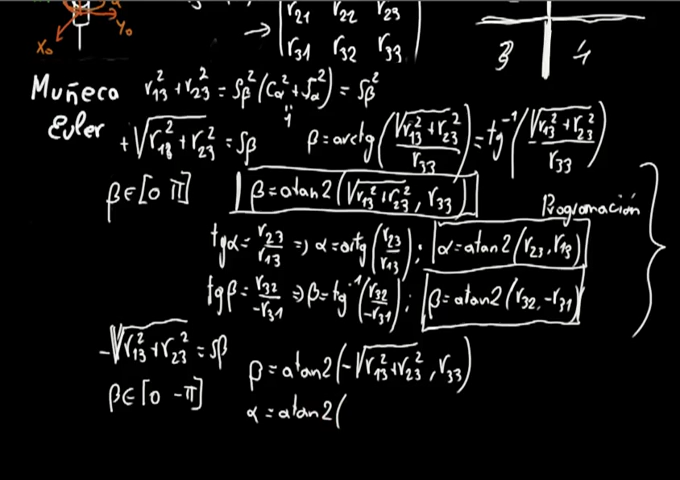 X₀ Y₀
r₂₁ r₂₂ r₂₃
→ r₃₁ r₃₂ r₃₃
3 4
Muñeca r₁₃² + r₂₃² = Sβ² (Cα² + Sα²) = Sβ²
Euler 1
+√(r₁₃² + r₂₃²) = Sβ β = arctg(√(r₁₃² + r₂₃²) / r₃₃) = tg⁻¹(√(r₁₃² + r₂₃²) / r₃₃)
β ∈ [0 π] β = atan2(√(r₁₃² + r₂₃²), r₃₃)
Programación
tgα = r₂₃/r₁₃ => α = artg(r₂₃/r₁₃); α = atan2(r₂₃, r₁₃)
tgβ = r₃₂/-r₃₁ => β = tg⁻¹(r₃₂/-r₃₁); β = atan2(r₃₂, -r₃₁)
-√(r₁₃² + r₂₃²) = Sβ
β = atan2(-√(r₁₃² + r₂₃²), r₃₃)
β ∈ [0 -π] α = atan2(